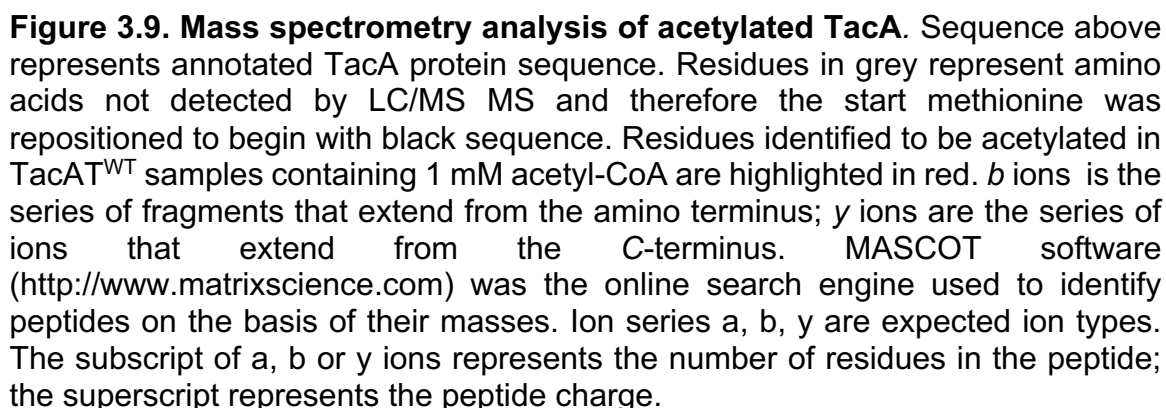 Figure 3.9. Mass spectrometry analysis of acetylated TacA. Sequence above
represents annotated TacA protein sequence. Residues in grey represent amino
acids not detected by LC/MS MS and therefore the start methionine was
repositioned to begin with black sequence. Residues identified to be acetylated in
TacATᵂᵀ samples containing 1 mM acetyl-CoA are highlighted in red. b ions is the
series of fragments that extend from the amino terminus; y ions are the series of
ions that extend from the C-terminus. MASCOT software
(http://www.matrixscience.com) was the online search engine used to identify
peptides on the basis of their masses. Ion series a, b, y are expected ion types.
The subscript of a, b or y ions represents the number of residues in the peptide;
the superscript represents the peptide charge.